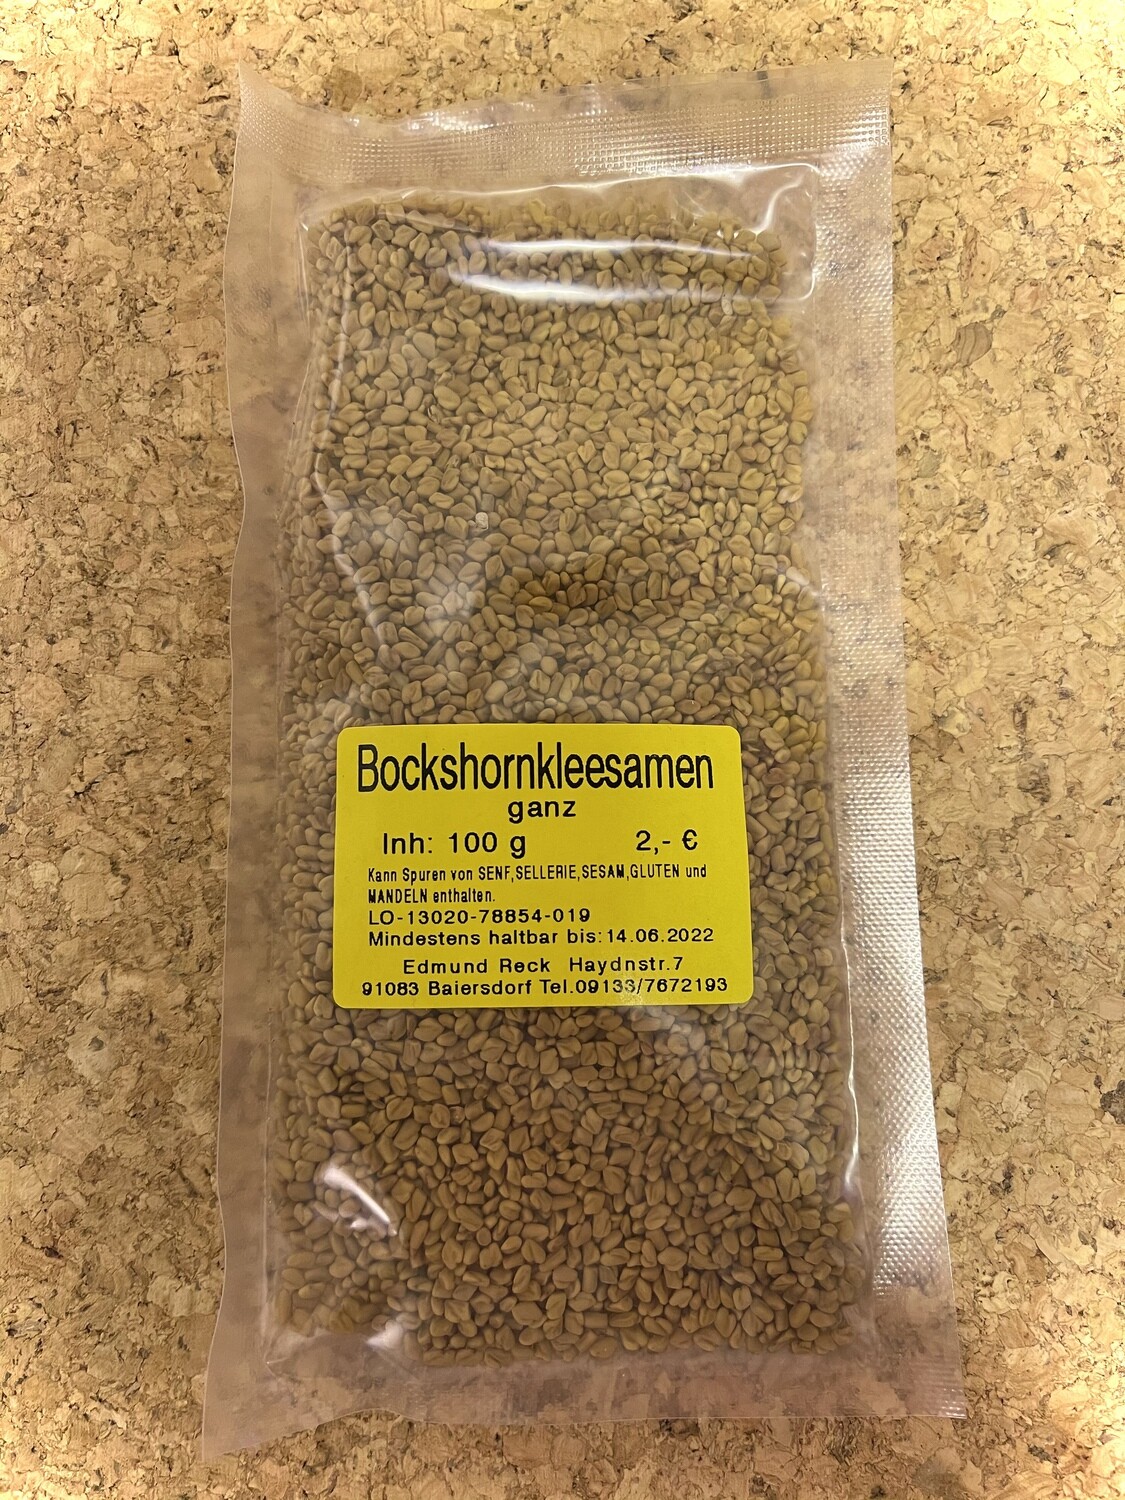 Bockshornkleesamen
ganz
Inh: 100 g 2,- €
Kann Spuren von SENF,SELLERIE,SESAM,GLUTEN und
MANDELN enthalten.
LO-13020-78854-019
Mindestens haltbar bis:14.06.2022
Edmund Reck Haydnstr.7
91083 Baiersdorf Tel.09133/7672193